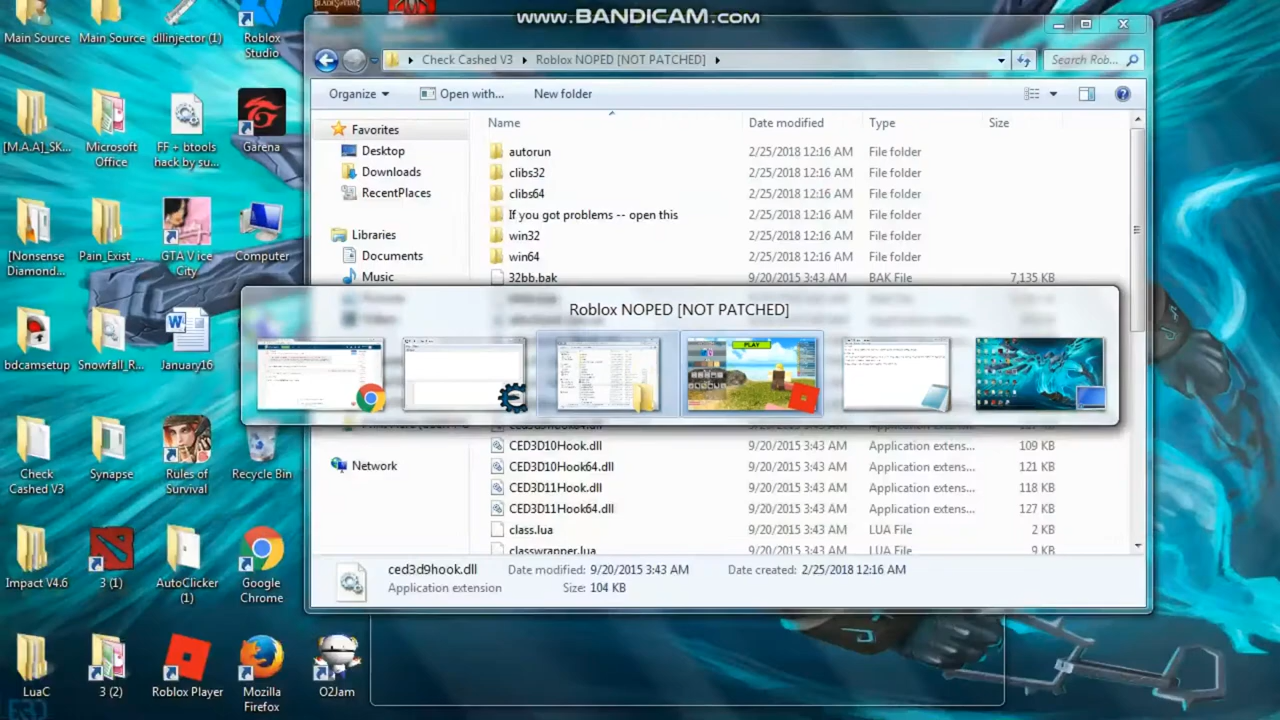 www.BANDICAM.com
Main Source
Main Source
dllinjector (1)
Roblox
Studio
Check Cashed V3
Roblox NOPED [NOT PATCHED]
Search Rob...
Organize
Open with...
New folder
Name
Date modified
Type
Size
Favorites
Desktop
Downloads
RecentPlaces
Libraries
Documents
Music
Network
autorun
2/25/2018 12:16 AM
File folder
clibs32
2/25/2018 12:16 AM
File folder
clibs64
2/25/2018 12:16 AM
File folder
If you got problems -- open this
2/25/2018 12:16 AM
File folder
win32
2/25/2018 12:16 AM
File folder
win64
2/25/2018 12:16 AM
File folder
32bb.bak
9/20/2015 3:43 AM
BAK File
7,135 KB
Roblox NOPED [NOT PATCHED]
PLAY
CED3D10Hook.dll
9/20/2015 3:43 AM
Application extens...
109 KB
CED3D10Hook64.dll
9/20/2015 3:43 AM
Application extens...
121 KB
CED3D11Hook.dll
9/20/2015 3:43 AM
Application extens...
118 KB
CED3D11Hook64.dll
9/20/2015 3:43 AM
Application extens...
127 KB
class.lua
9/20/2015 3:43 AM
LUA File
2 KB
classwrapper.lua
9/20/2015 3:43 AM
LUA File
9 KB
ced3d9hook.dll
Date modified: 9/20/2015 3:43 AM
Date created: 2/25/2018 12:16 AM
Application extension
Size: 104 KB
[M.A.A]_SK...
Microsoft
Office
FF + btools
hack by su...
Garena
[Nonsense
Diamond...
Pain_Exist_...
GTA V ice
City
Computer
bdcamsetup
Snowfall_R...
January16
Check
Cashed V3
Synapse
Rules of
Survival
Recycle Bin
Impact V4.6
3 (1)
AutoClicker
(1)
Google
Chrome
LuaC
3 (2)
Roblox Player
Mozilla
Firefox
O2Jam